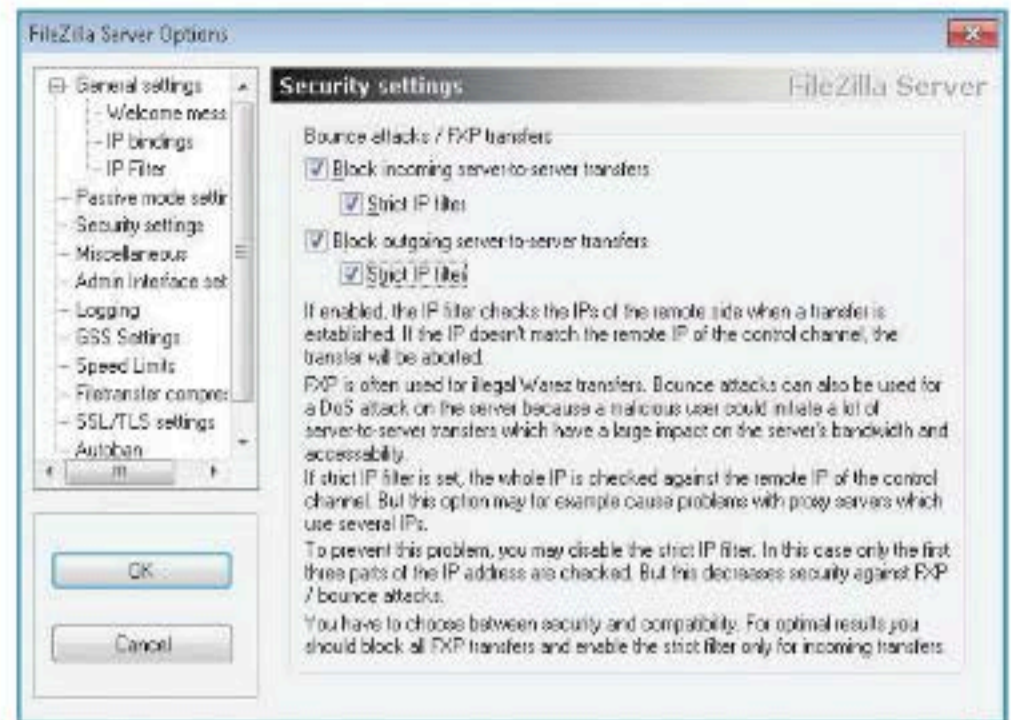 FileZilla Server Options
General settings
Welcome mess
IP bindings
IP Filter
Passive mode settir
Security settings
Miscellaneous
Admin Interface set
Logging
GSS Settings
Speed Limits
Filetransfer compres
SSL/TLS settings
Autoban
OK
Cancel
Security settings
FileZilla Server
Bounce attacks / FXP transfers
Block incoming server-to-server transfers
Strict IP filter
Block outgoing server-to-server transfers
Strict IP filter
If enabled, the IP filter checks the IPs of the remote side when a transfer is
established. If the IP doesn't match the remote IP of the control channel, the
transfer will be aborted.
FXP is often used for illegal Warez transfers. Bounce attacks can also be used for
a DoS attack on the server because a malicious user could initiate a lot of
server-to-server transfers which have a large impact on the server's bandwidth and
accessability.
If strict IP filter is set, the whole IP is checked against the remote IP of the control
channel. But this option may for example cause problems with proxy servers which
use several IPs.
To prevent this problem, you may disable the strict IP filter. In this case only the first
three parts of the IP address are checked. But this decreases security against FXP
/ bounce attacks.
You have to choose between security and compatibility. For optimal results you
should block all FXP transfers and enable the strict filter only for incoming transfers.